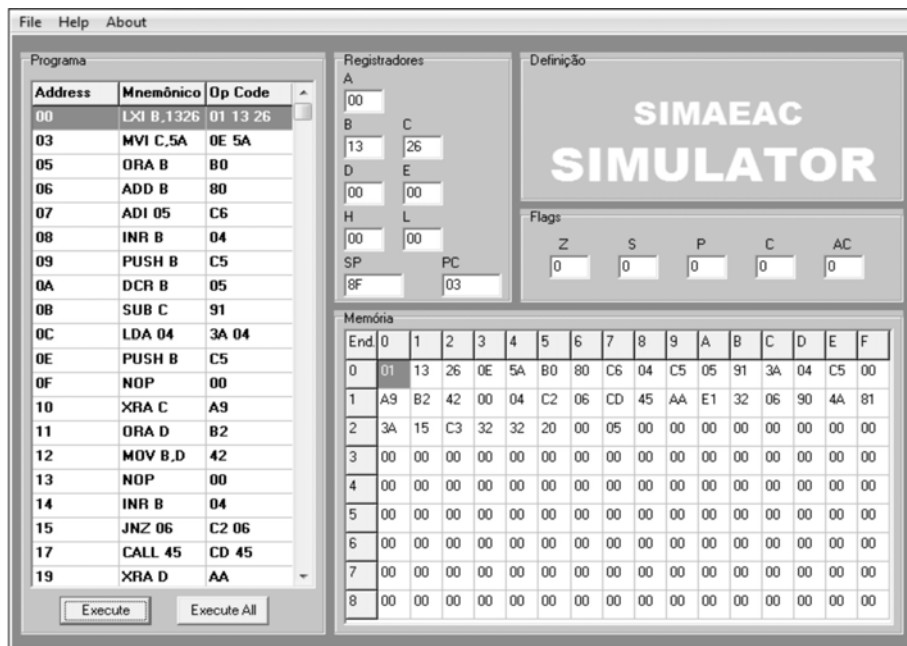 File Help About
Programa
Address Mnemônico Op Code
00 LXI B,1326 01 13 26
03 MVI C,5A 0E 5A
05 ORA B B0
06 ADD B 80
07 ADI 05 C6
08 INR B 04
09 PUSH B C5
0A DCR B 05
0B SUB C 91
0C LDA 04 3A 04
0E PUSH B C5
0F NOP 00
10 XRA C A9
11 ORA D B2
12 MOV B,D 42
13 NOP 00
14 INR B 04
15 JNZ 06 C2 06
17 CALL 45 CD 45
19 XRA D AA
Execute Execute All
Registradores
A
00
B C
13 26
D E
00 00
H L
00 00
SP PC
8F 03
Definição
SIMAEAC
SIMULATOR
Flags
Z S P C AC
0 0 0 0 0
Memória
End. 0 1 2 3 4 5 6 7 8 9 A B C D E F
0 01 13 26 0E 5A B0 80 C6 04 C5 05 91 3A 04 C5 00
1 A9 B2 42 00 04 C2 06 CD 45 AA E1 32 06 90 4A 81
2 3A 15 C3 32 32 20 00 05 00 00 00 00 00 00 00 00
3 00 00 00 00 00 00 00 00 00 00 00 00 00 00 00 00
4 00 00 00 00 00 00 00 00 00 00 00 00 00 00 00 00
5 00 00 00 00 00 00 00 00 00 00 00 00 00 00 00 00
6 00 00 00 00 00 00 00 00 00 00 00 00 00 00 00 00
7 00 00 00 00 00 00 00 00 00 00 00 00 00 00 00 00
8 00 00 00 00 00 00 00 00 00 00 00 00 00 00 00 00